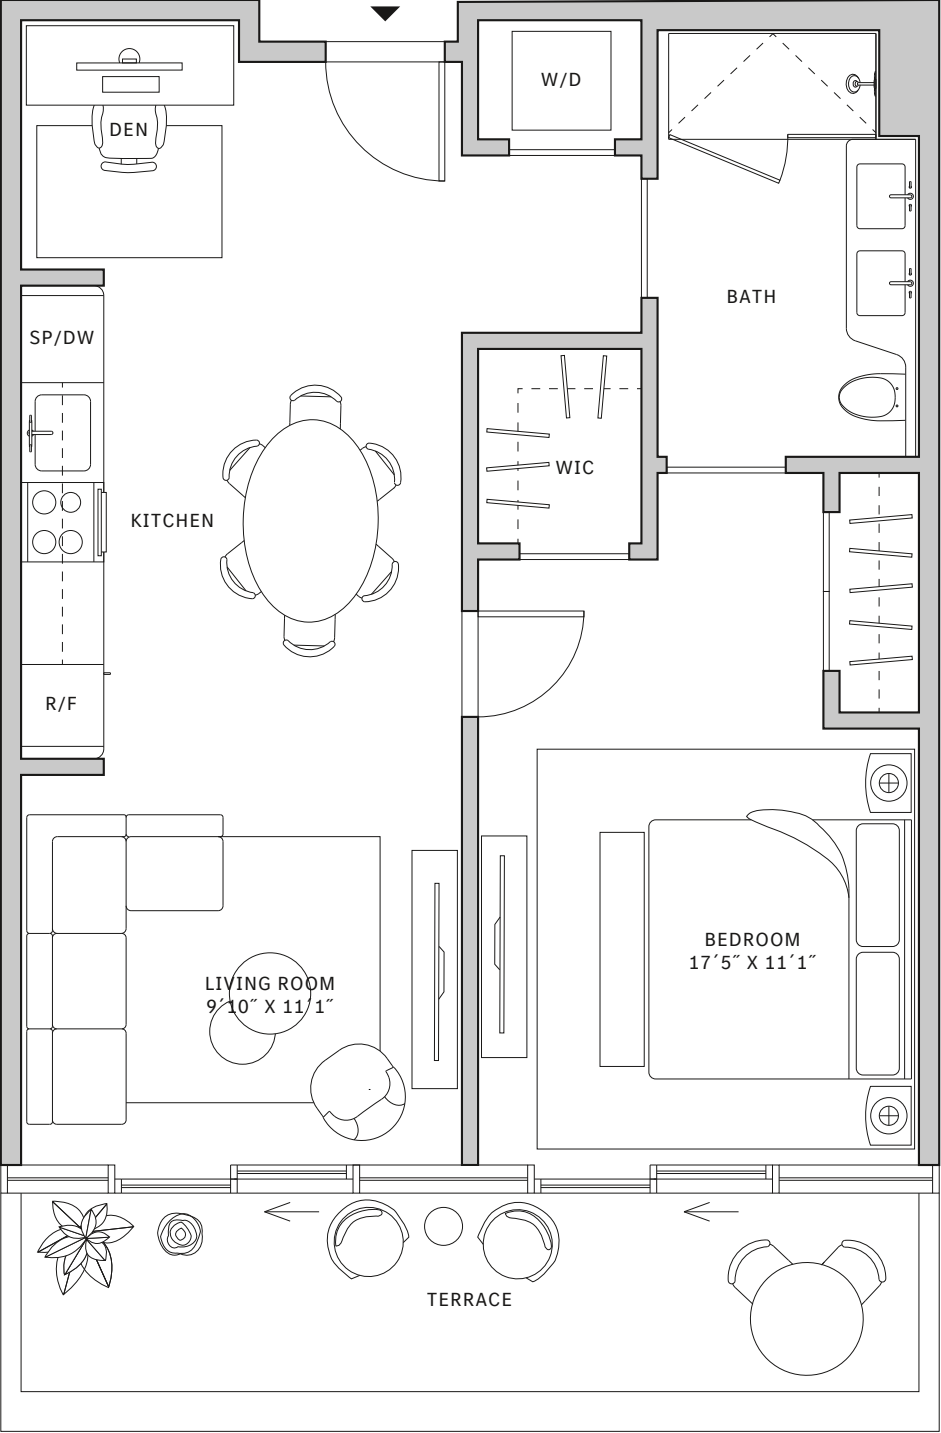 W/D
DEN
BATH
SP/DW
WIC
KITCHEN
R/F
BEDROOM
17´5˝ X 11´1˝
LIVING ROOM
9´10˝ X 11´1˝
TERRACE